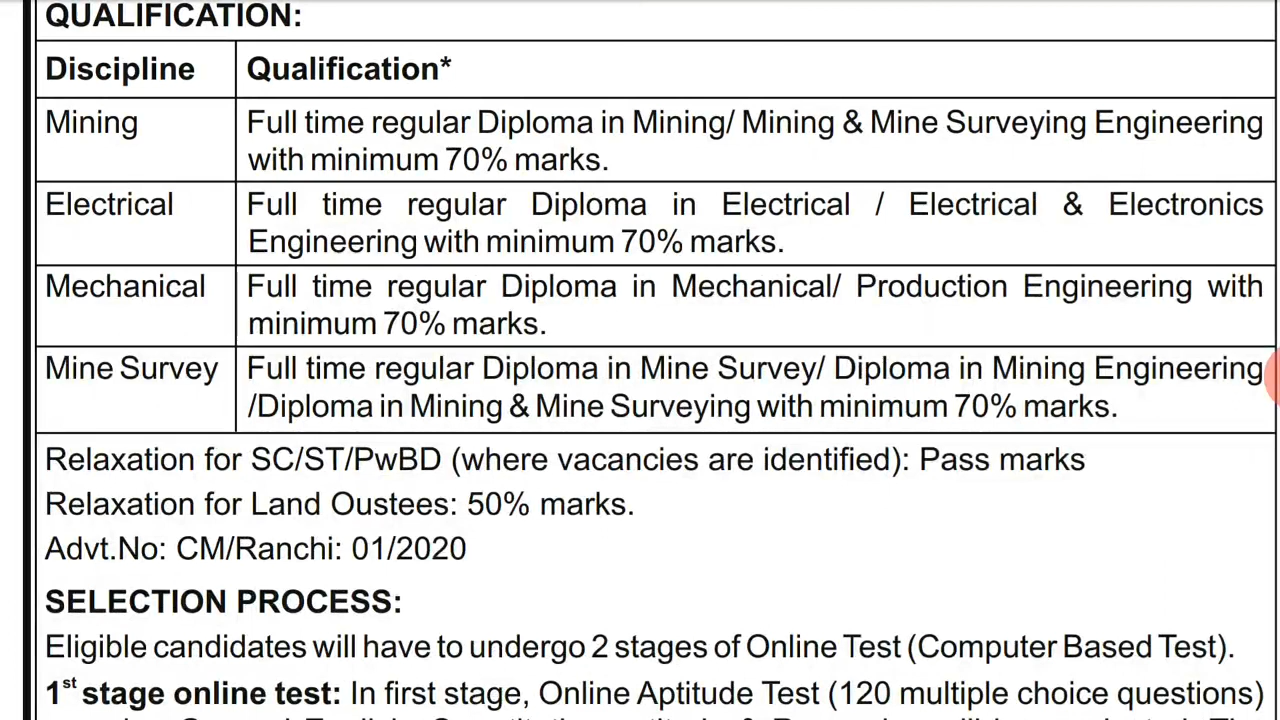 QUALIFICATION:
Discipline Qualification*
Mining Full time regular Diploma in Mining/ Mining & Mine Surveying Engineering
with minimum 70% marks.
Electrical Full time regular Diploma in Electrical / Electrical & Electronics
Engineering with minimum 70% marks.
Mechanical Full time regular Diploma in Mechanical/ Production Engineering with
minimum 70% marks.
Mine Survey Full time regular Diploma in Mine Survey/ Diploma in Mining Engineering
/Diploma in Mining & Mine Surveying with minimum 70% marks.
Relaxation for SC/ST/PwBD (where vacancies are identified): Pass marks
Relaxation for Land Oustees: 50% marks.
Advt.No: CM/Ranchi: 01/2020
SELECTION PROCESS:
Eligible candidates will have to undergo 2 stages of Online Test (Computer Based Test).
1st stage online test: In first stage, Online Aptitude Test (120 multiple choice questions)